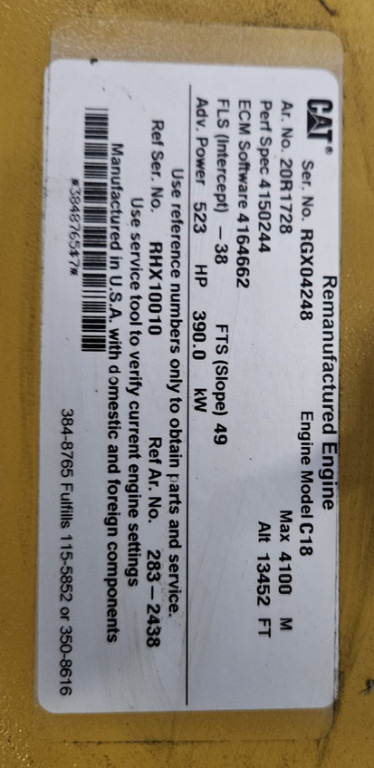 CAT® Remanufactured Engine
Ser. No. RGX04248 Engine Model C18
Ar. No. 20R1728 Max 4100 M
Perf Spec 4150244 Alt 13452 FT
ECM Software 4164662
FLS (Intercept) -38 FTS (Slope) 49
Adv. Power 523 HP 390.0 kW
Use reference numbers only to obtain parts and service.
Ref Ser. No. RHX10010 Ref Ar. No. 283-2438
Use service tool to verify current engine settings
Manufactured in U.S.A. with domestic and foreign components
384-8765 Fulfills 115-5852 or 350-8616